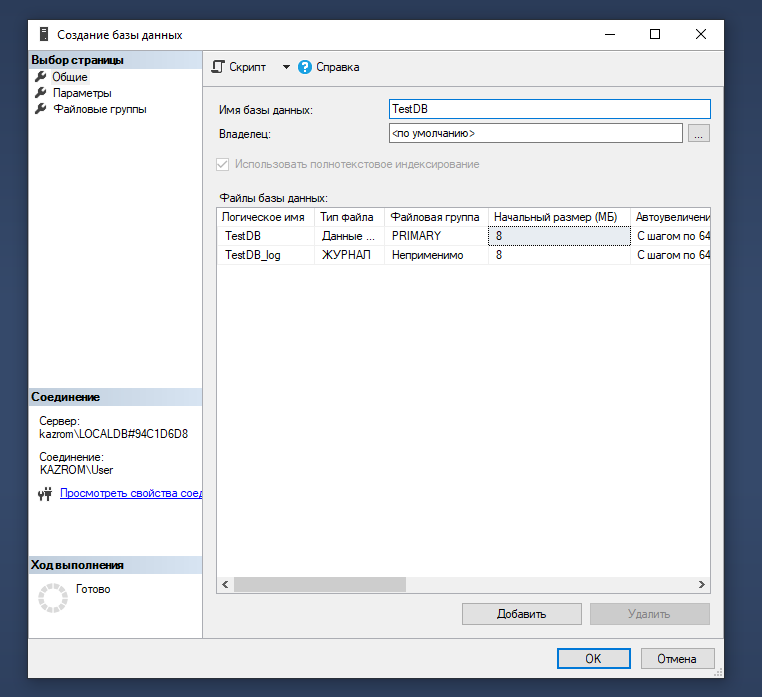 Создание базы данных
Выбор страницы
Общие
Параметры
Файловые группы
Скрипт
Справка
Имя базы данных:
TestDB
Владелец:
<по умолчанию>
...
Использовать полнотекстовое индексирование
Файлы базы данных:
Логическое имя Тип файла Файловая группа Начальный размер (МБ) Автоувеличени
TestDB Данные ... PRIMARY 8 С шагом по 64
TestDB_log ЖУРНАЛ Неприменимо 8 С шагом по 64
Соединение
Сервер:
kazrom\LOCALDB#94C1D6D8
Соединение:
KAZROM\User
Просмотреть свойства соед
Ход выполнения
Готово
Добавить
Удалить
OK
Отмена